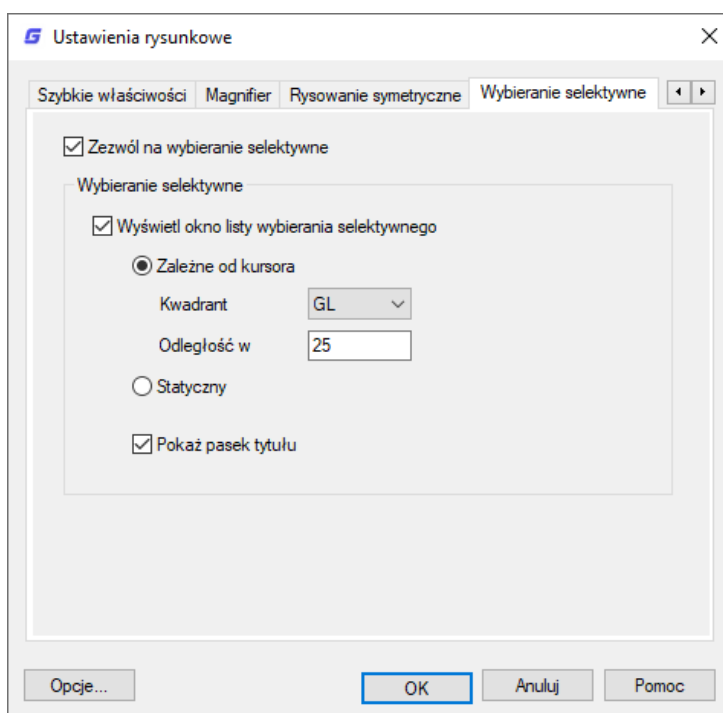 Ustawienia rysunkowe
Szybkie właściwości Magnifier Rysowanie symetryczne Wybieranie selektywne
Zezwól na wybieranie selektywne
Wybieranie selektywne
Wyświetl okno listy wybierania selektywnego
Zależne od kursora
Kwadrant GL
Odległość w 25
Statyczny
Pokaż pasek tytułu
Opcje... OK Anuluj Pomoc